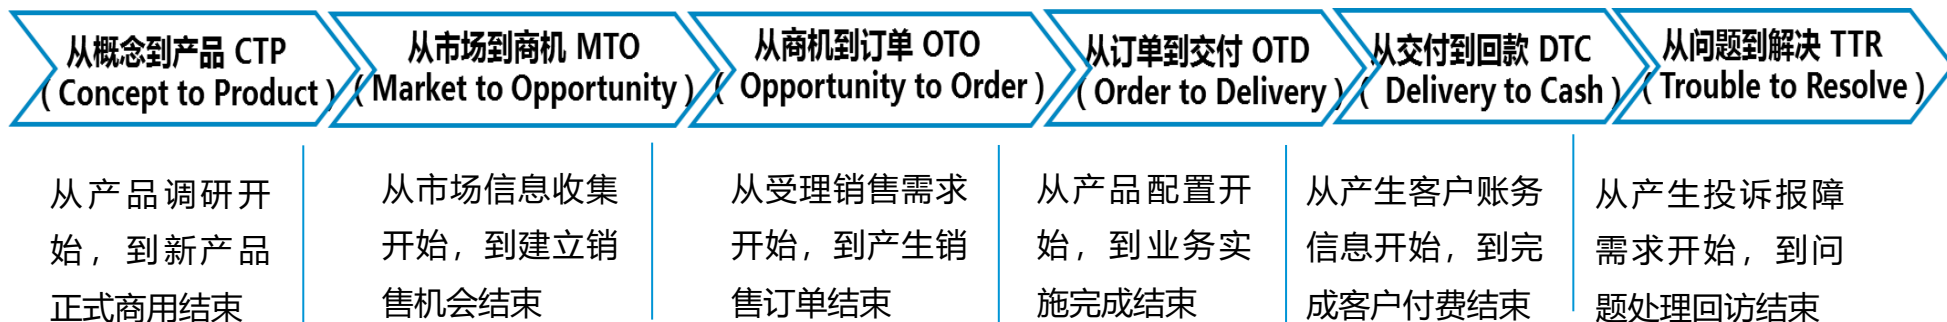 从概念到产品 CTP
（Concept to Product）
从市场到商机 MTO
（Market to Opportunity）
从商机到订单 OTO
（ Opportunity to Order）
从订单到交付 OTD
（Order to Delivery）
从交付到回款 DTC
（ Delivery to Cash）
从问题到解决 TTR
（Trouble to Resolve）
从产品调研开
始，到新产品
正式商用结束
从市场信息收集
开始，到建立销
售机会结束
从受理销售需求
开始，到产生销
售订单结束
从产品配置开
始，到业务实
施完成结束
从产生客户账务
信息开始，到完
成客户付费结束
从产生投诉报障
需求开始，到问
题处理回访结束